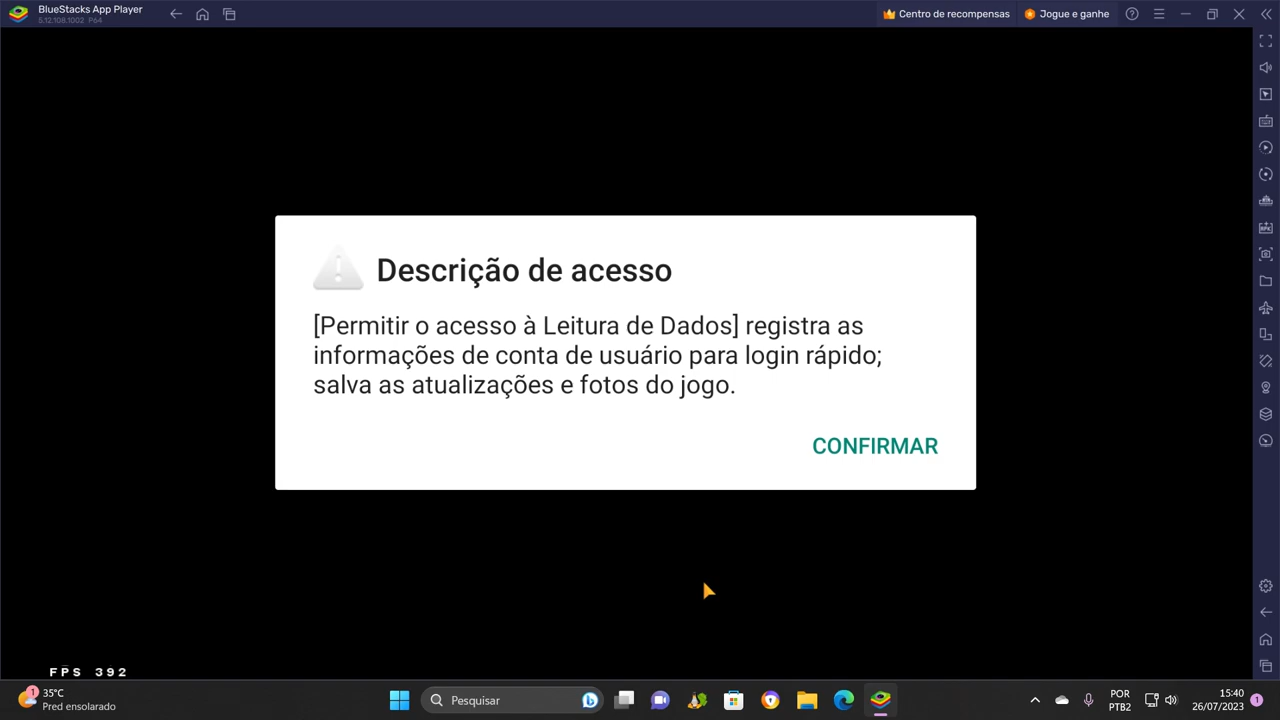 BlueStacks App Player
5.12.108.1002 P64
Centro de recompensas
Jogue e ganhe
Descrição de acesso
[Permitir o acesso à Leitura de Dados] registra as
informações de conta de usuário para login rápido;
salva as atualizações e fotos do jogo.
CONFIRMAR
FPS 392
1
35°C
Pred ensolarado
Pesquisar
POR
PTB2
15:40
26/07/2023
1